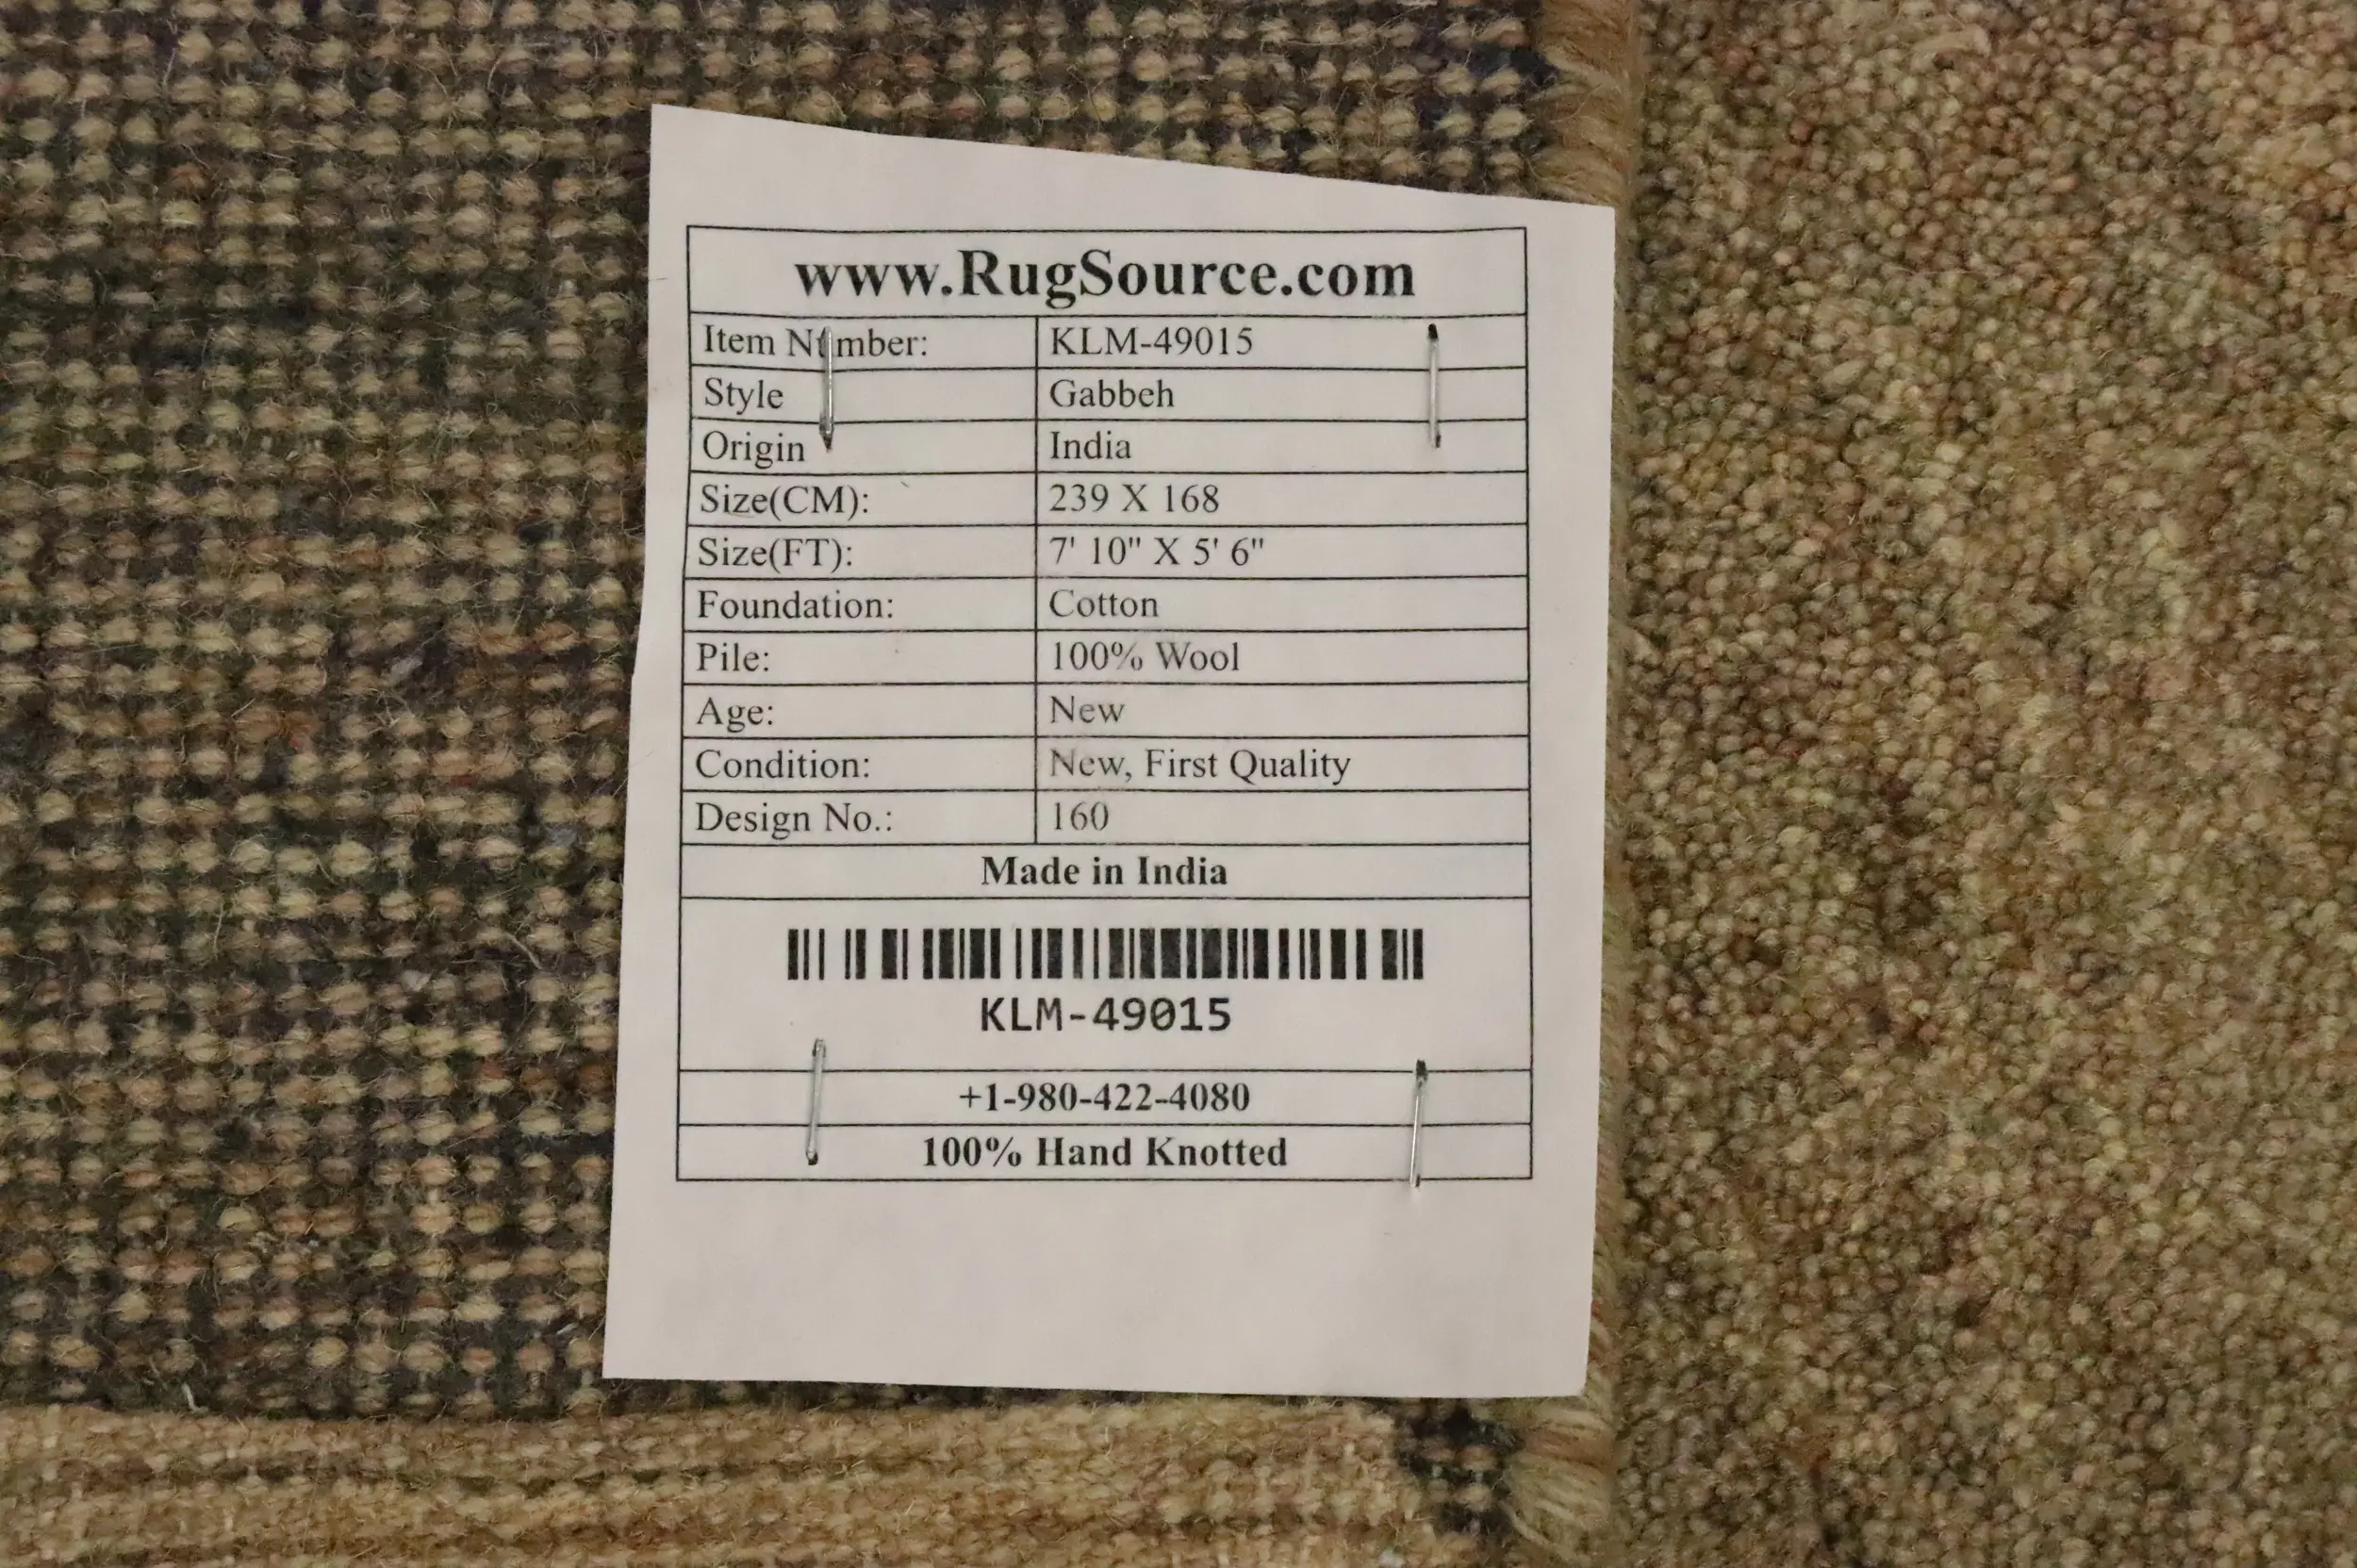 www.RugSource.com
Item Number: KLM-49015
Style Gabbeh
Origin India
Size(CM): 239 X 168
Size(FT): 7' 10" X 5' 6"
Foundation: Cotton
Pile: 100% Wool
Age: New
Condition: New, First Quality
Design No.: 160
Made in India
KLM-49015
+1-980-422-4080
100% Hand Knotted